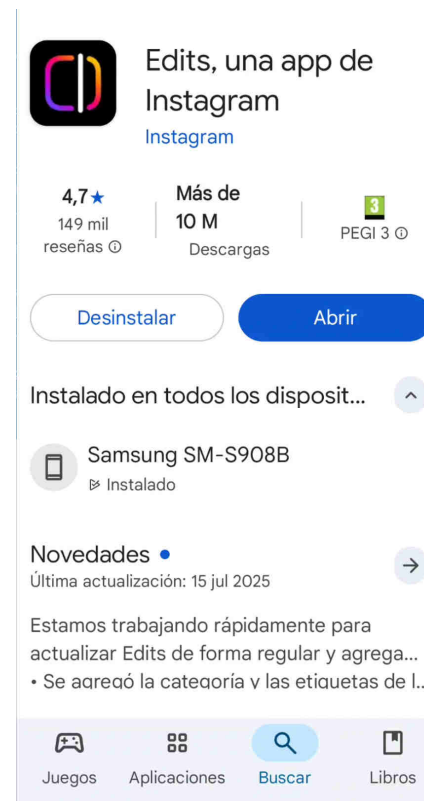 Edits, una app de
Instagram
Instagram
4,7★
149 mil
reseñas
Más de
10 M
Descargas
3
PEGI 3
Desinstalar
Abrir
Instalado en todos los disposit...
Samsung SM-S908B
Instalado
Novedades
Última actualización: 15 jul 2025
Estamos trabajando rápidamente para
actualizar Edits de forma regular y agrega...
• Se agregó la categoría y las etiquetas de l...
Juegos
Aplicaciones
Buscar
Libros